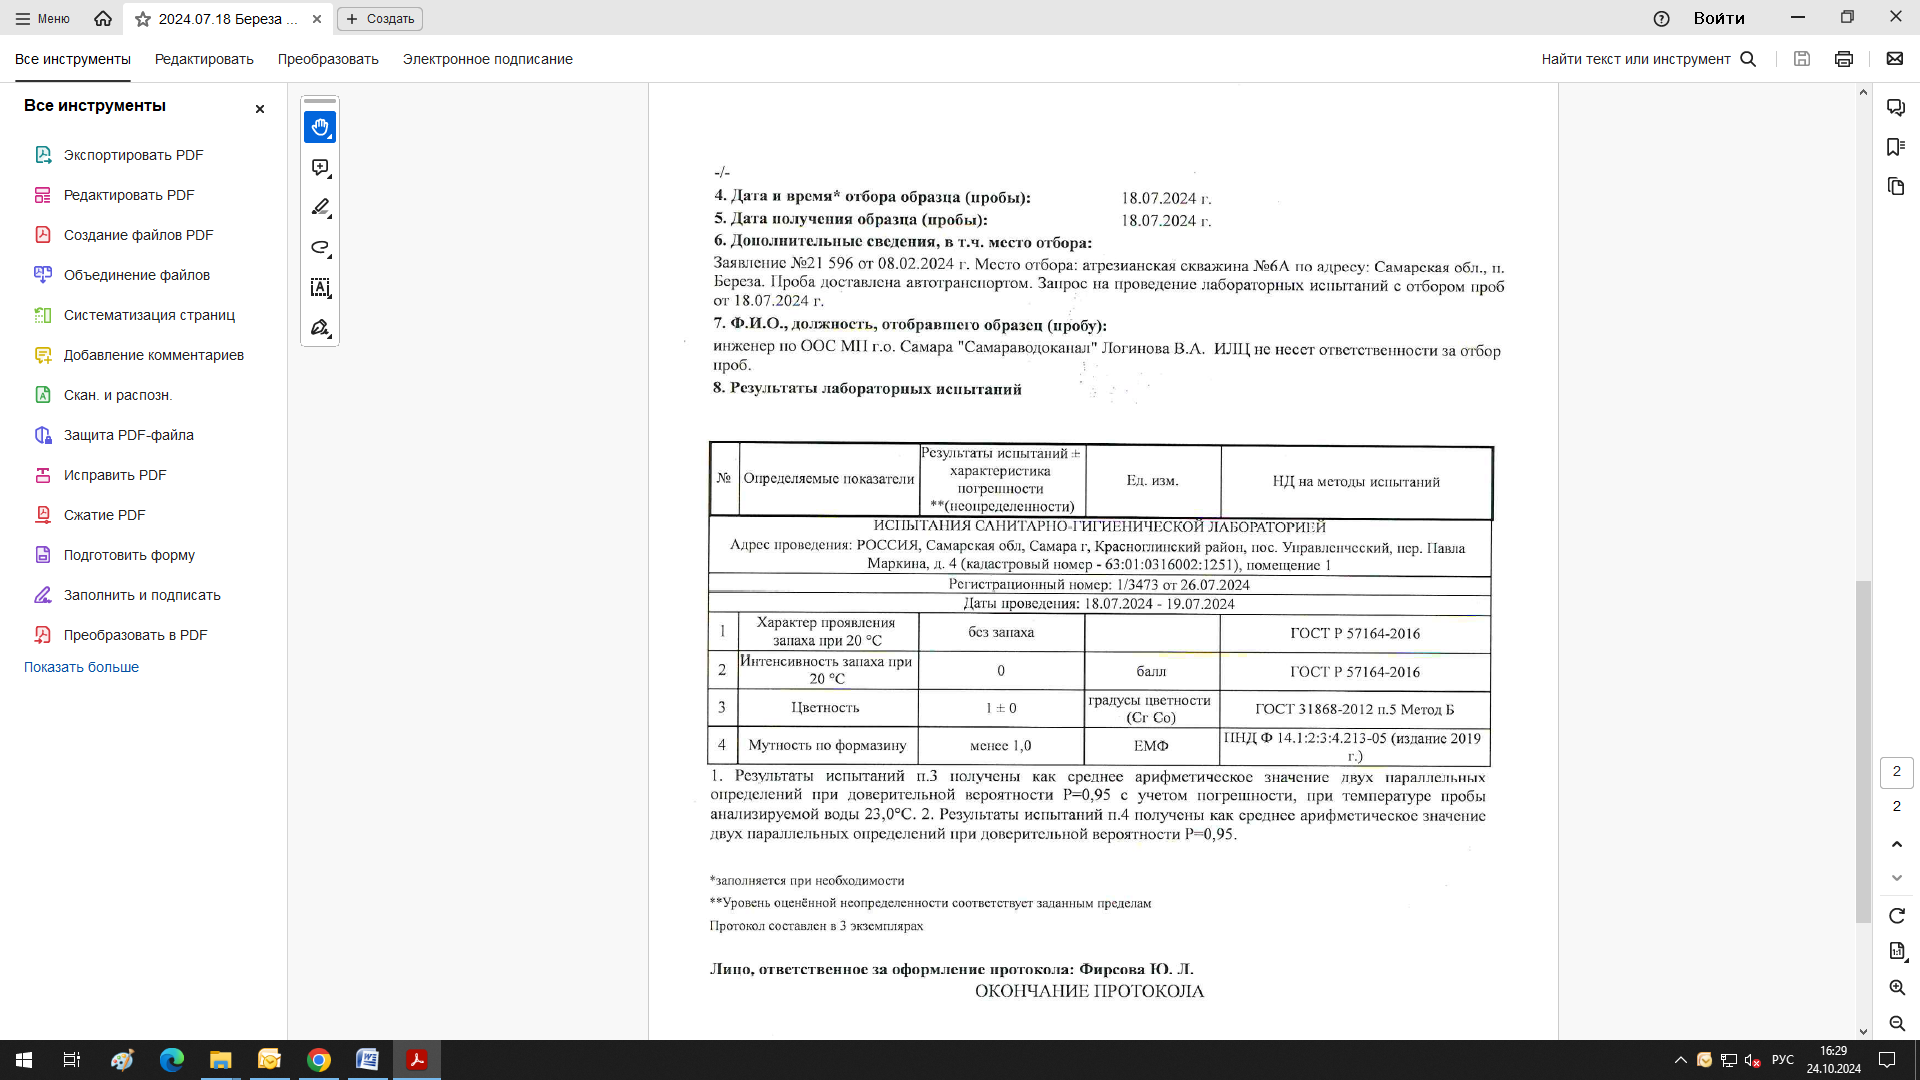 Меню
2024.07.18 Береза ...
Создать
Войти
Все инструменты
Редактировать
Преобразовать
Электронное подписание
Найти текст или инструмент
Все инструменты
Экспортировать PDF
Редактировать PDF
Создание файлов PDF
Объединение файлов
Систематизация страниц
Добавление комментариев
Скан. и распозн.
Защита PDF-файла
Исправить PDF
Сжатие PDF
Подготовить форму
Заполнить и подписать
Преобразовать в PDF
Показать больше
-/-
4. Дата и время* отбора образца (пробы): 18.07.2024 г.
5. Дата получения образца (пробы): 18.07.2024 г.
6. Дополнительные сведения, в т.ч. место отбора:
Заявление №21 596 от 08.02.2024 г. Место отбора: атрезианская скважина №6А по адресу: Самарская обл., п.
Береза. Проба доставлена автотранспортом. Запрос на проведение лабораторных испытаний с отбором проб
от 18.07.2024 г.
7. Ф.И.О., должность, отобравшего образец (пробу):
инженер по ООС МП г.о. Самара "Самараводоканал" Логинова В.А. ИЛЦ не несет ответственности за отбор
проб.
8. Результаты лабораторных испытаний
№
Определяемые показатели
Результаты испытаний ±
характеристика
погрешности
**(неопределенности)
Ед. изм.
НД на методы испытаний
ИСПЫТАНИЯ САНИТАРНО-ГИГИЕНИЧЕСКОЙ ЛАБОРАТОРИЕЙ
Адрес проведения: РОССИЯ, Самарская обл, Самара г, Красноглинский район, пос. Управленческий, пер. Павла
Маркина, д. 4 (кадастровый номер - 63:01:0316002:1251), помещение 1
Регистрационный номер: 1/3473 от 26.07.2024
Даты проведения: 18.07.2024 - 19.07.2024
1
Характер проявления
запаха при 20 °С
без запаха
ГОСТ Р 57164-2016
2
Интенсивность запаха при
20 °С
0
балл
ГОСТ Р 57164-2016
3
Цветность
1 ± 0
градусы цветности
(Cr Co)
ГОСТ 31868-2012 п.5 Метод Б
4
Мутность по формазину
менее 1,0
ЕМФ
ПНД Ф 14.1:2:3:4.213-05 (издание 2019
г.)
1. Результаты испытаний п.3 получены как среднее арифметическое значение двух параллельных
определений при доверительной вероятности Р=0,95 с учетом погрешности, при температуре пробы
анализируемой воды 23,0°С. 2. Результаты испытаний п.4 получены как среднее арифметическое значение
двух параллельных определений при доверительной вероятности Р=0,95.
*заполняется при необходимости
**Уровень оценённой неопределенности соответствует заданным пределам
Протокол составлен в 3 экземплярах
Лицо, ответственное за оформление протокола: Фирсова Ю. Л.
ОКОНЧАНИЕ ПРОТОКОЛА
2
2
1:1
РУС
16:29
24.10.2024